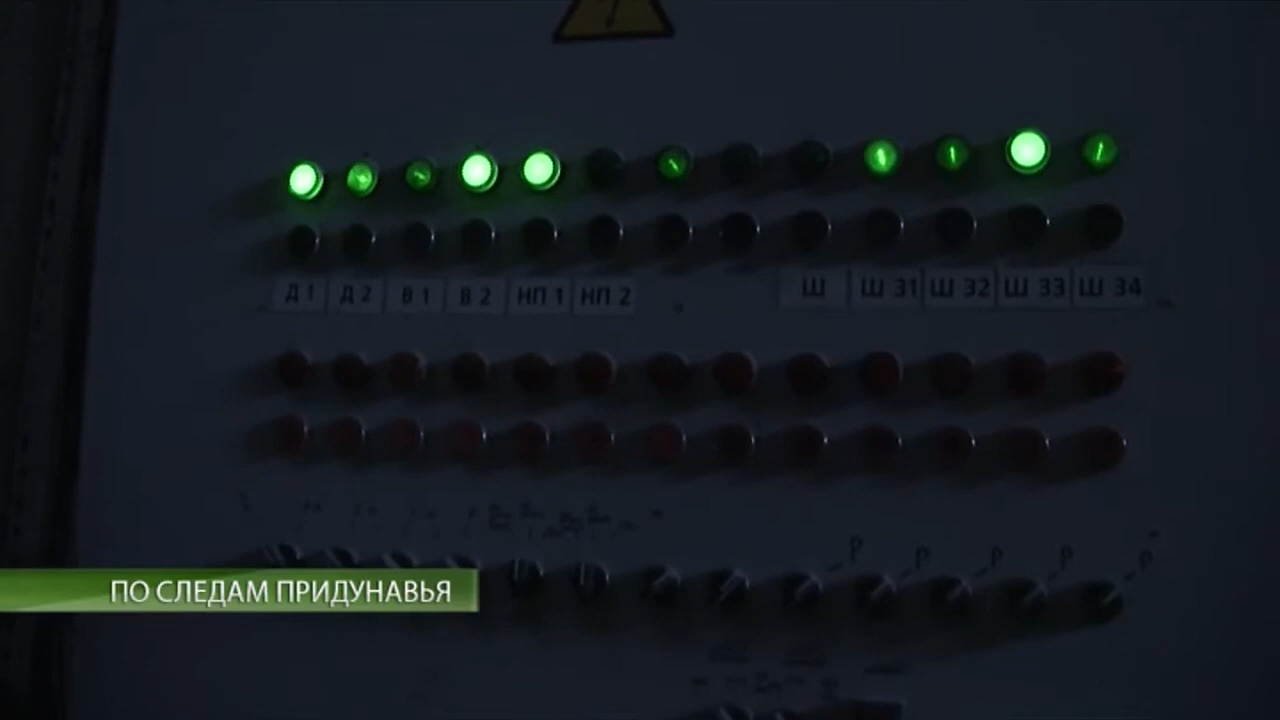 Д 1 Д 2 В 1 В 2 НП 1 НП 2 Ш Ш 31 Ш 32 Ш 33 Ш 34
Р Р Р Р Р
ПО СЛЕДАМ ПРИДУНАВЬЯ